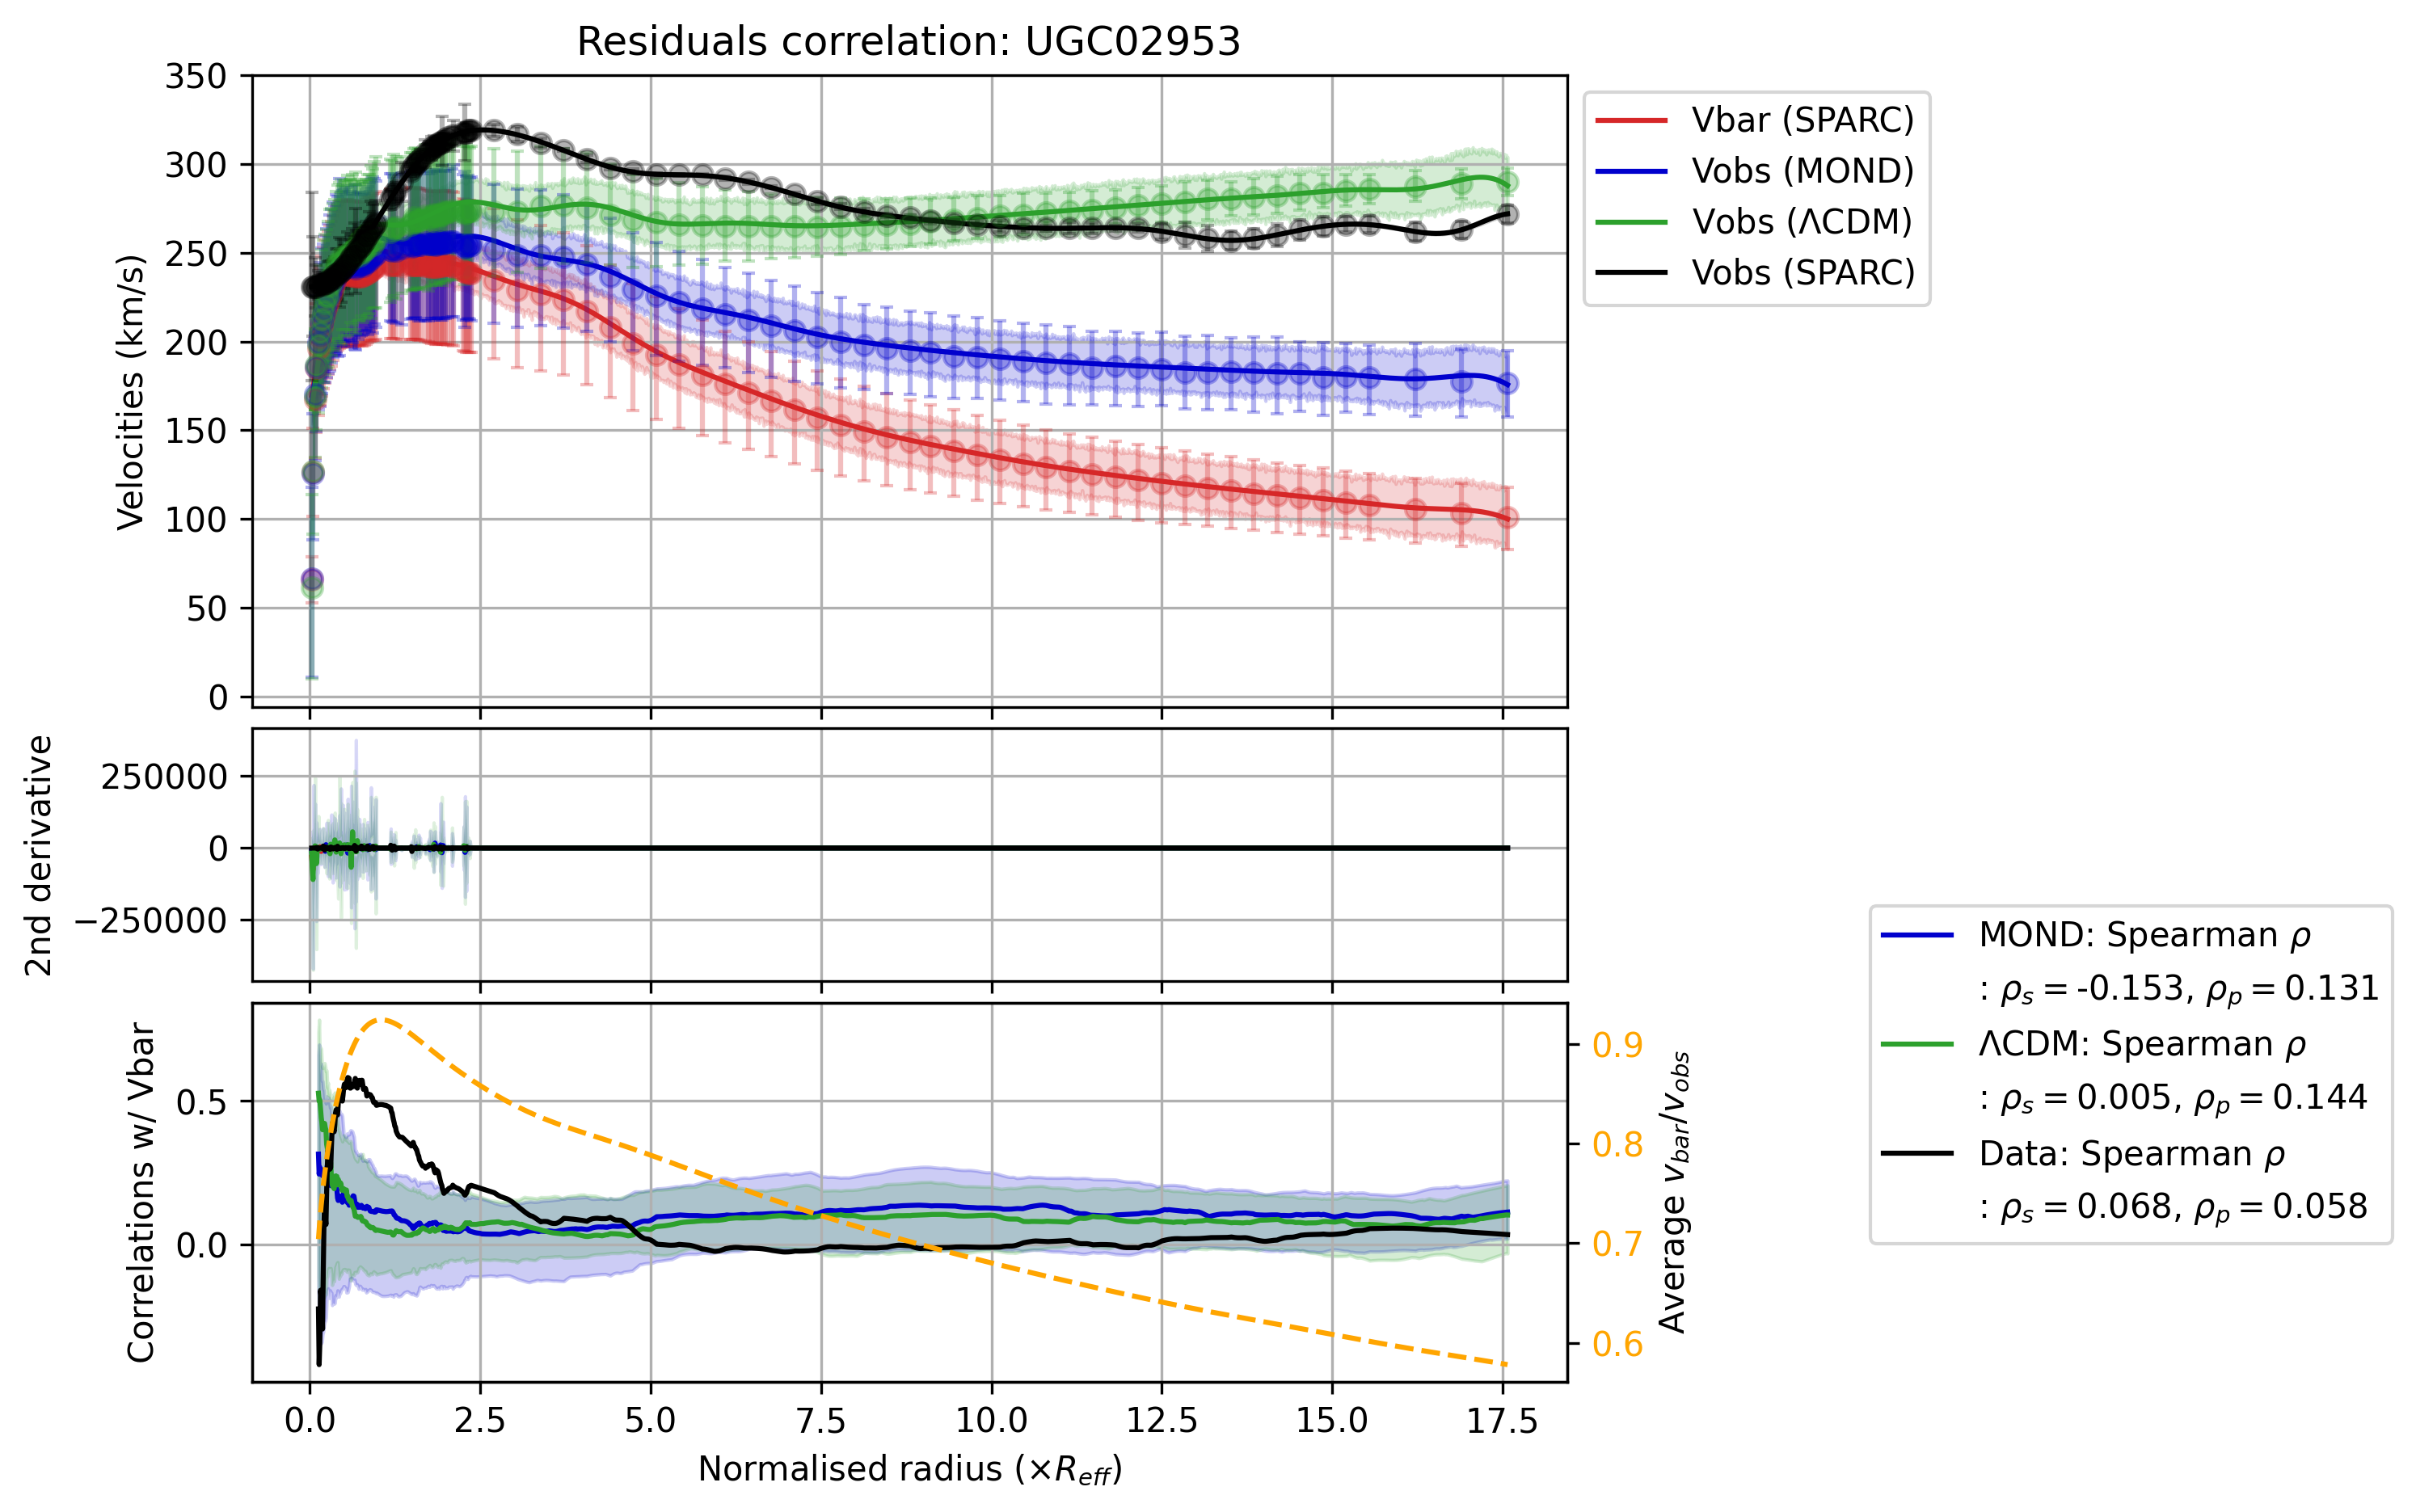 Residuals correlation: UGC02953
350
300
250
200
150
100
50
0
Velocities (km/s)
Vbar (SPARC)
Vobs (MOND)
Vobs (ΛCDM)
Vobs (SPARC)
250000
0
−250000
2nd derivative
0.5
0.0
Correlations w/ Vbar
0.9
0.8
0.7
0.6
Average v_bar/v_obs
MOND: Spearman ρ
: ρ_s = -0.153, ρ_p = 0.131
ΛCDM: Spearman ρ
: ρ_s = 0.005, ρ_p = 0.144
Data: Spearman ρ
: ρ_s = 0.068, ρ_p = 0.058
0.0 2.5 5.0 7.5 10.0 12.5 15.0 17.5
Normalised radius (×R_eff)